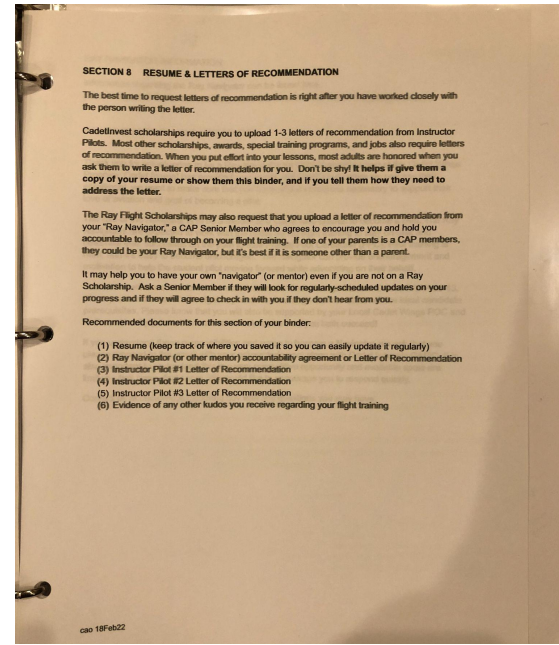 SECTION 8 RESUME & LETTERS OF RECOMMENDATION
The best time to request letters of recommendation is right after you have worked closely with
the person writing the letter.
CadetInvest scholarships require you to upload 1-3 letters of recommendation from Instructor
Pilots. Most other scholarships, awards, special training programs, and jobs also require letters
of recommendation. When you put effort into your lessons, most adults are honored when you
ask them to write a letter of recommendation for you. Don't be shy! It helps if give them a
copy of your resume or show them this binder, and if you tell them how they need to
address the letter.
The Ray Flight Scholarships may also request that you upload a letter of recommendation from
your "Ray Navigator," a CAP Senior Member who agrees to encourage you and hold you
accountable to follow through on your flight training. If one of your parents is a CAP members,
they could be your Ray Navigator, but it's best if it is someone other than a parent.
It may help you to have your own "navigator" (or mentor) even if you are not on a Ray
Scholarship. Ask a Senior Member if they will look for regularly-scheduled updates on your
progress and if they will agree to check in with you if they don't hear from you.
Recommended documents for this section of your binder:
(1) Resume (keep track of where you saved it so you can easily update it regularly)
(2) Ray Navigator (or other mentor) accountability agreement or Letter of Recommendation
(3) Instructor Pilot #1 Letter of Recommendation
(4) Instructor Pilot #2 Letter of Recommendation
(5) Instructor Pilot #3 Letter of Recommendation
(6) Evidence of any other kudos you receive regarding your flight training
cao 18Feb22